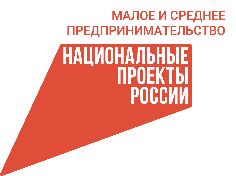 МАЛОЕ И СРЕДНЕЕ
ПРЕДПРИНИМАТЕЛЬСТВО
НАЦИОНАЛЬНЫЕ
ПРОЕКТЫ
РОССИИ